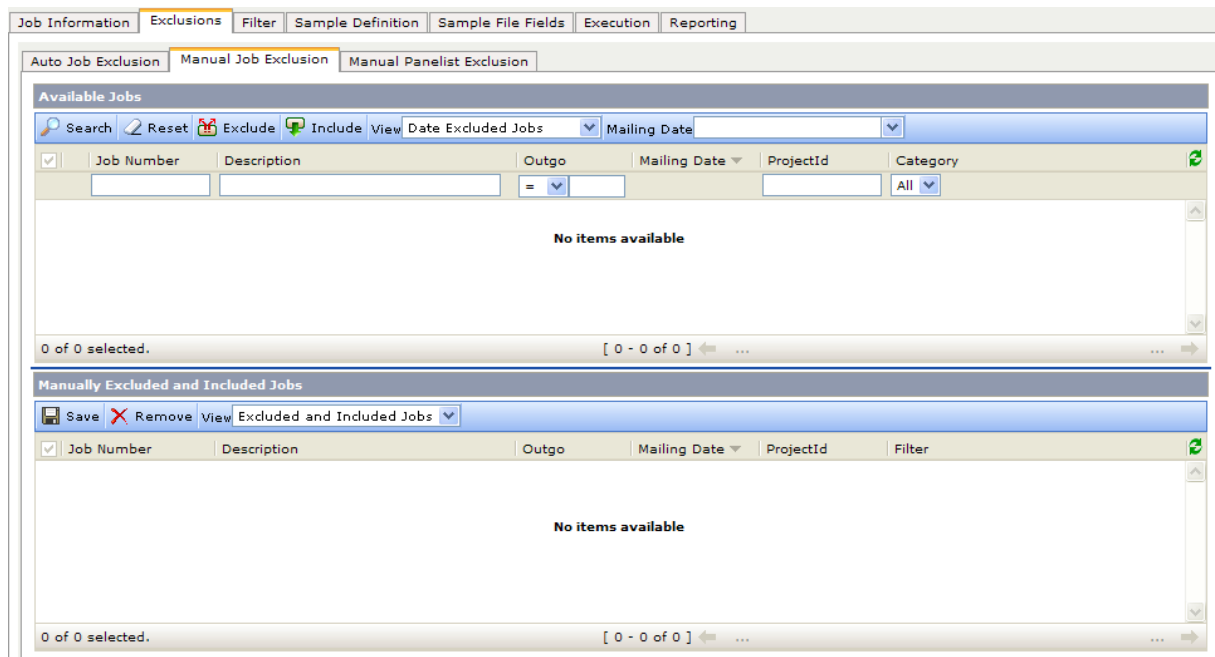 Job Information Exclusions Filter Sample Definition Sample File Fields Execution Reporting
Auto Job Exclusion Manual Job Exclusion Manual Panelist Exclusion
Available Jobs
Search Reset Exclude Include View Date Excluded Jobs Mailing Date
Job Number Description Outgo Mailing Date ProjectId Category
= All
No items available
0 of 0 selected. [ 0 - 0 of 0 ] ... ...
Manually Excluded and Included Jobs
Save Remove View Excluded and Included Jobs
Job Number Description Outgo Mailing Date ProjectId Filter
No items available
0 of 0 selected. [ 0 - 0 of 0 ] ... ...